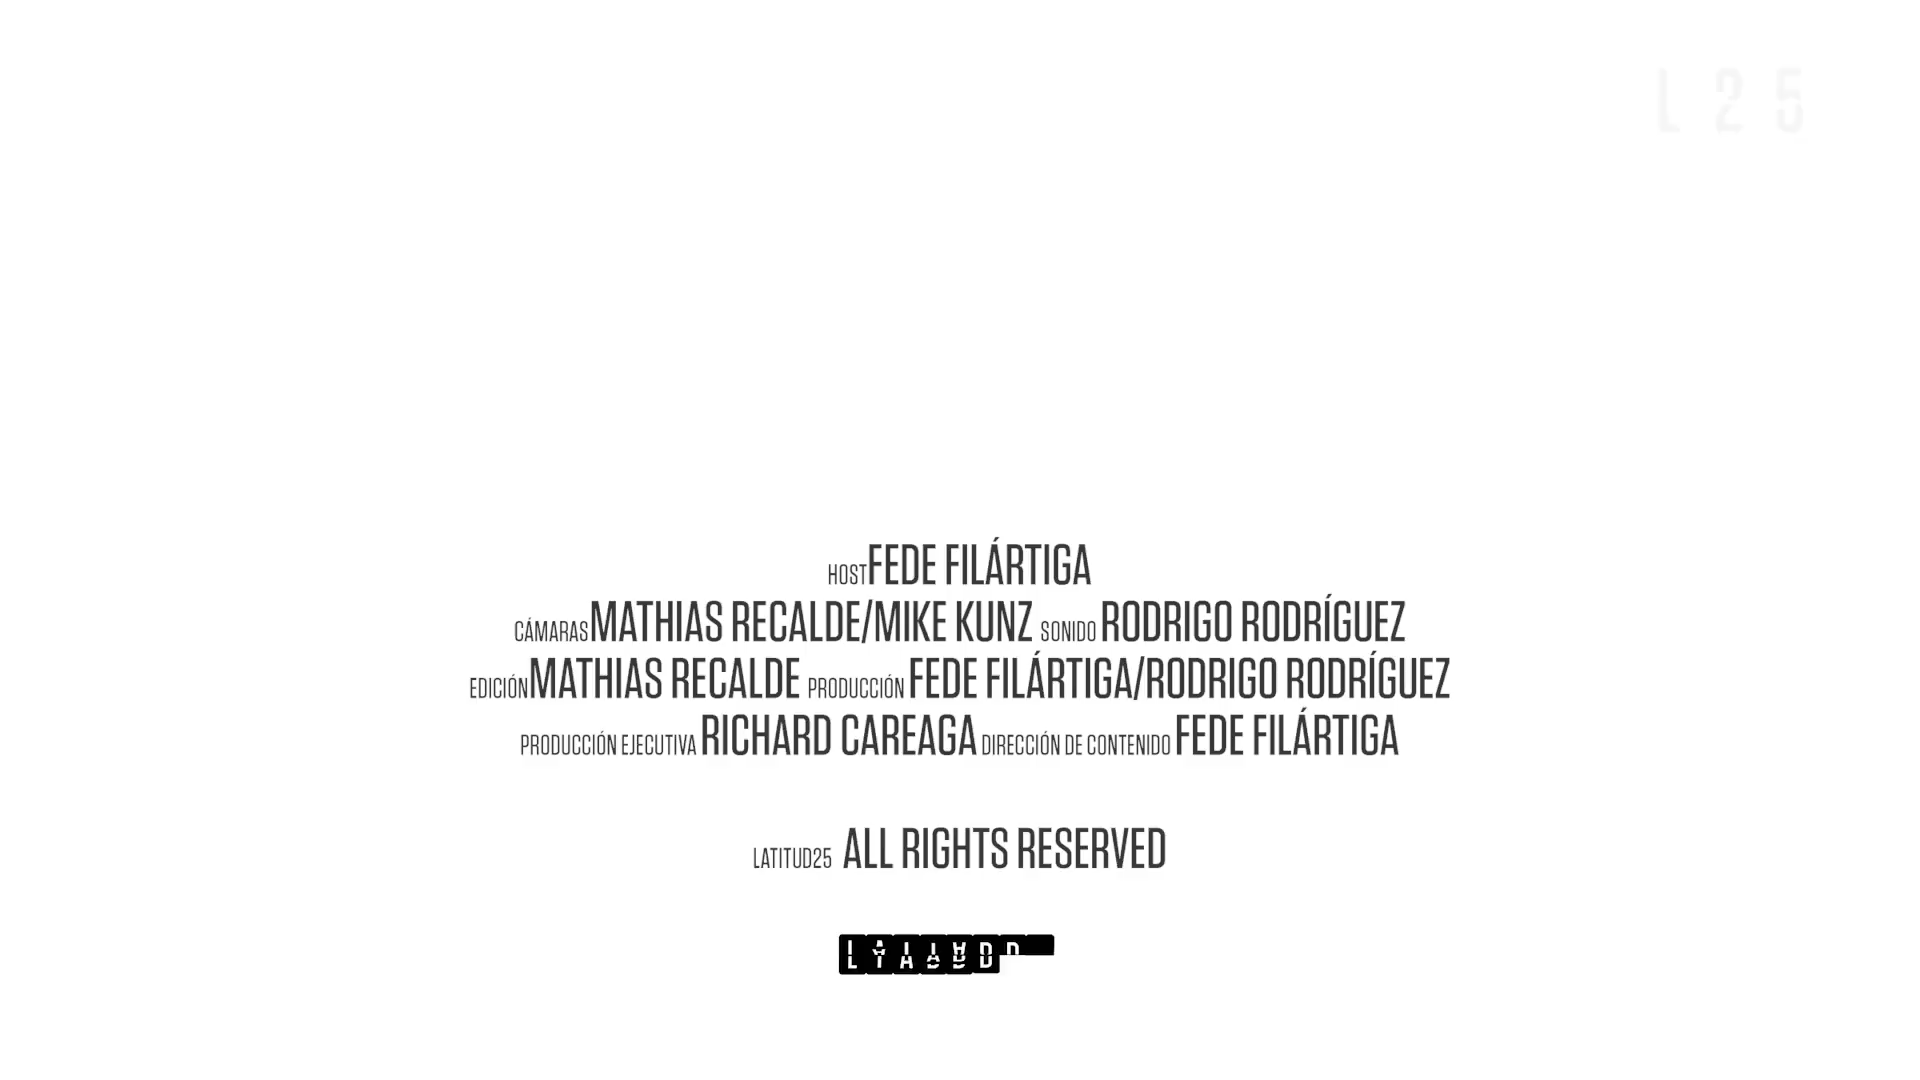 L 25
HOST FEDE FILÁRTIGA
CÁMARAS MATHIAS RECALDE/MIKE KUNZ SONIDO RODRIGO RODRÍGUEZ
EDICIÓN MATHIAS RECALDE PRODUCCIÓN FEDE FILÁRTIGA/RODRIGO RODRÍGUEZ
PRODUCCIÓN EJECUTIVA RICHARD CAREAGA DIRECCIÓN DE CONTENIDO FEDE FILÁRTIGA
LATITUD25 ALL RIGHTS RESERVED